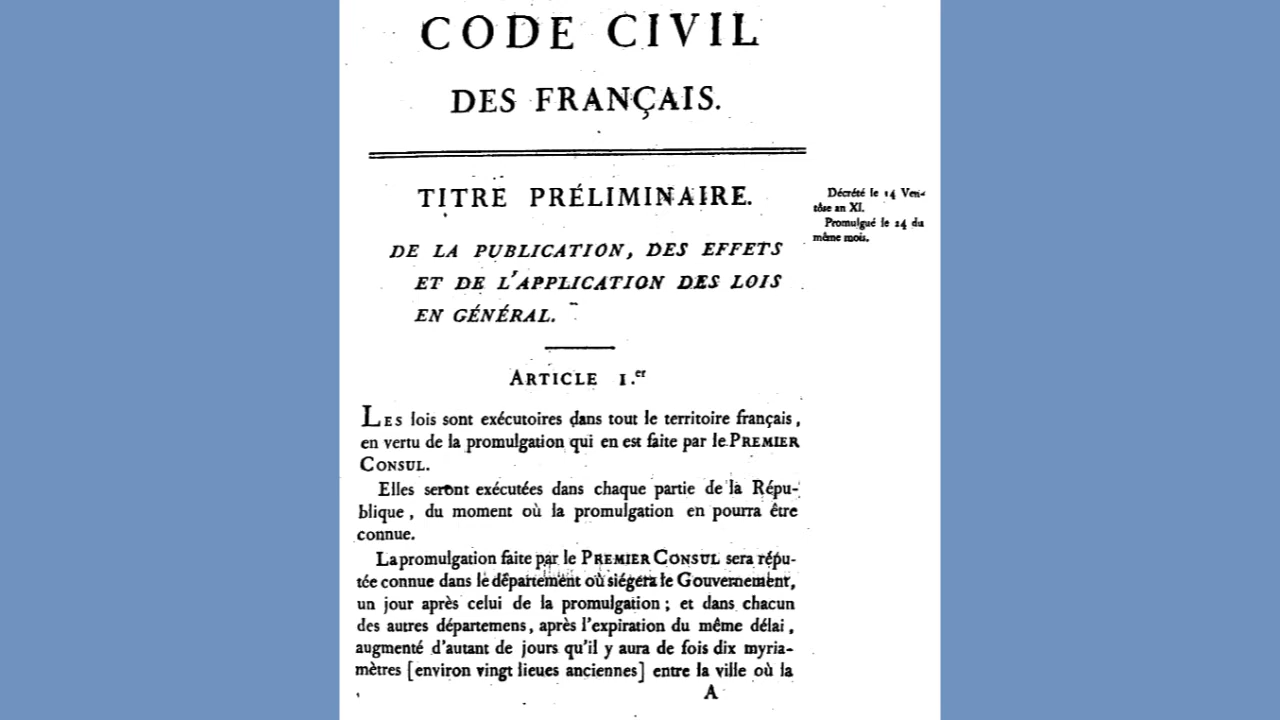 CODE CIVIL
DES FRANÇAIS.
TITRE PRÉLIMINAIRE.
Décrété le 14 Ven-
tôse an XI.
Promulgué le 24 du
même mois.
DE LA PUBLICATION, DES EFFETS
ET DE L'APPLICATION DES LOIS
EN GÉNÉRAL.
ARTICLE 1.er
LES lois sont exécutoires dans tout le territoire français,
en vertu de la promulgation qui en est faite par le PREMIER
CONSUL.
Elles seront exécutées dans chaque partie de la Répu-
blique, du moment où la promulgation en pourra être
connue.
La promulgation faite par le PREMIER CONSUL sera répu-
tée connue dans le département où siégera le Gouvernement,
un jour après celui de la promulgation ; et dans chacun
des autres départemens, après l'expiration du même délai,
augmenté d'autant de jours qu'il y aura de fois dix myria-
mètres [environ vingt lieues anciennes] entre la ville où la
A